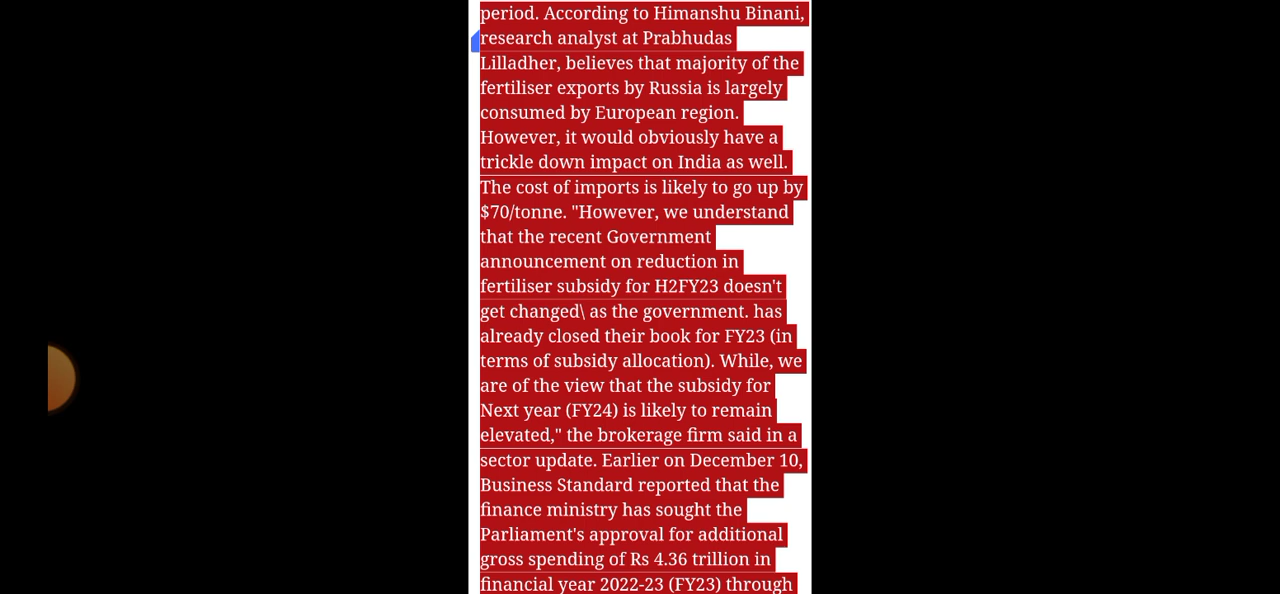 period. According to Himanshu Binani,
research analyst at Prabhudas
Lilladher, believes that majority of the
fertiliser exports by Russia is largely
consumed by European region.
However, it would obviously have a
trickle down impact on India as well.
The cost of imports is likely to go up by
$70/tonne. "However, we understand
that the recent Government
announcement on reduction in
fertiliser subsidy for H2FY23 doesn't
get changed\ as the government. has
already closed their book for FY23 (in
terms of subsidy allocation). While, we
are of the view that the subsidy for
Next year (FY24) is likely to remain
elevated," the brokerage firm said in a
sector update. Earlier on December 10,
Business Standard reported that the
finance ministry has sought the
Parliament's approval for additional
gross spending of Rs 4.36 trillion in
financial year 2022-23 (FY23) through